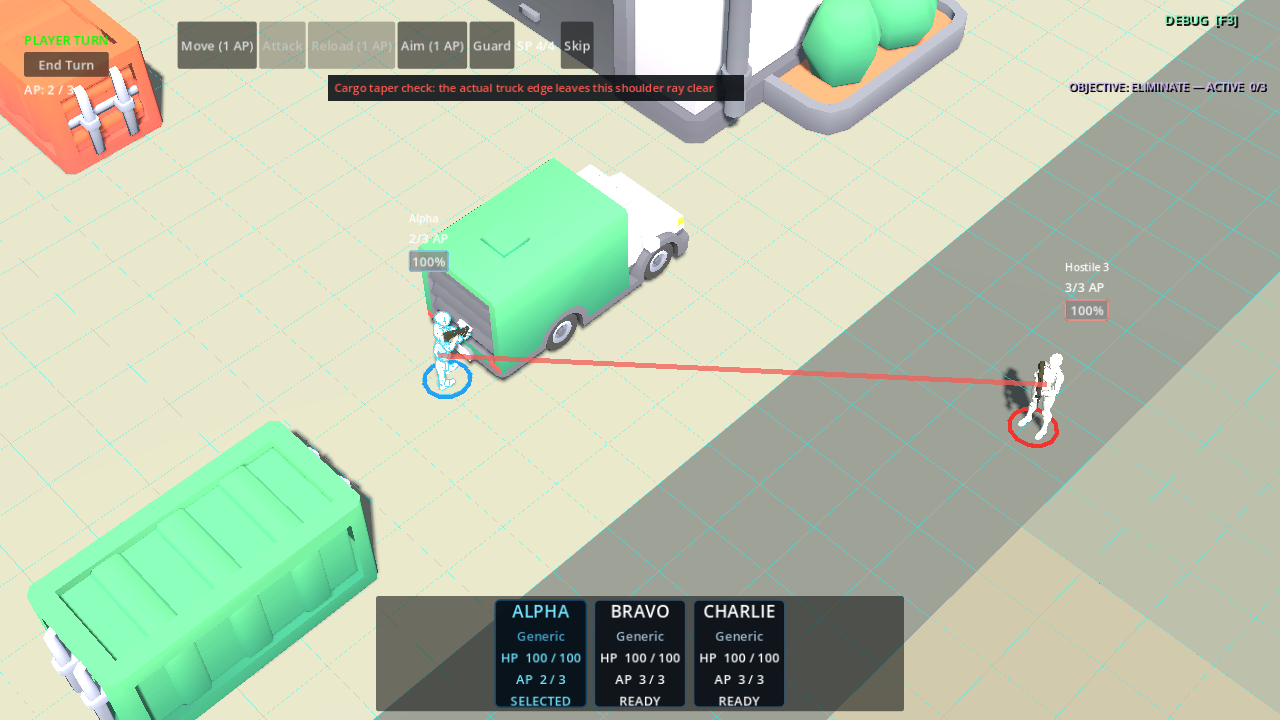 DEBUG [F3]
PLAYER TURN
End Turn
AP: 2 / 3
Move (1 AP) Attack Reload (1 AP) Aim (1 AP) Guard SP 4/4 Skip
Cargo taper check: the actual truck edge leaves this shoulder ray clear
OBJECTIVE: ELIMINATE — ACTIVE 0/3
Alpha
2/3 AP
100%
Hostile 3
3/3 AP
100%
ALPHA
Generic
HP 100 / 100
AP 2 / 3
SELECTED
BRAVO
Generic
HP 100 / 100
AP 3 / 3
READY
CHARLIE
Generic
HP 100 / 100
AP 3 / 3
READY